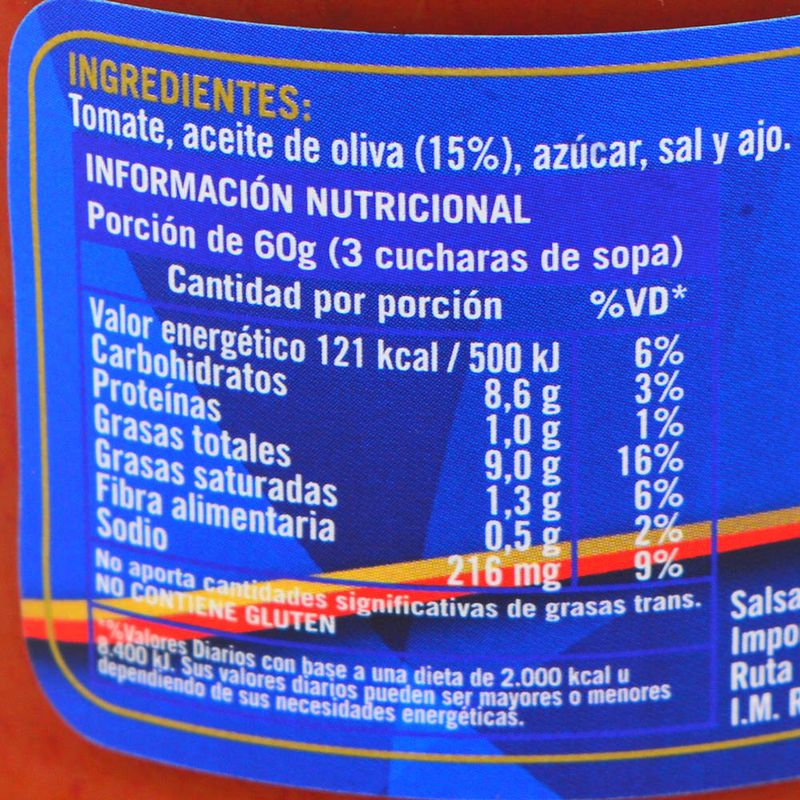 INGREDIENTES:
Tomate, aceite de oliva (15%), azúcar, sal y ajo.
INFORMACIÓN NUTRICIONAL
Porción de 60g (3 cucharas de sopa)
Cantidad por porción %VD*
Valor energético 121 kcal / 500 kJ 6%
Carbohidratos 8,6 g 3%
Proteínas 1,0 g 1%
Grasas totales 9,0 g 16%
Grasas saturadas 1,3 g 6%
Fibra alimentaria 0,5 g 2%
Sodio 216 mg 9%
No aporta cantidades significativas de grasas trans.
NO CONTIENE GLUTEN
*%Valores Diarios con base a una dieta de 2.000 kcal u
8.400 kJ. Sus valores diarios pueden ser mayores o menores
dependiendo de sus necesidades energéticas.
Salsa
Impo
Ruta
I.M. R